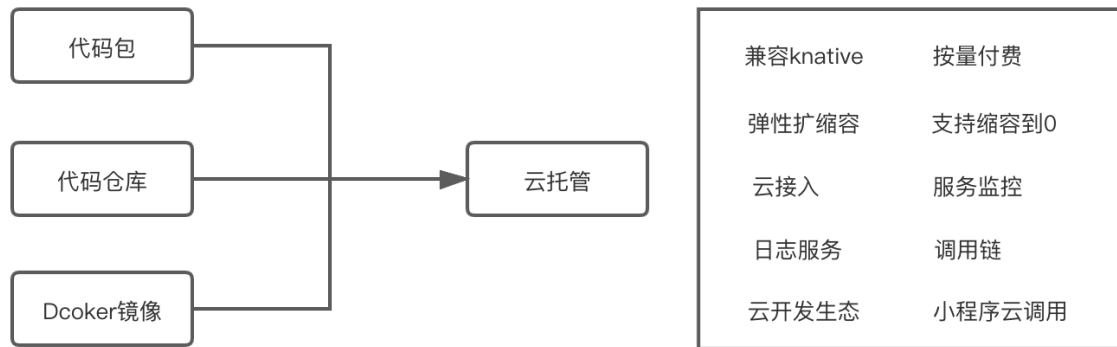 代码包
代码仓库
Dcoker镜像
云托管
兼容knative 按量付费
弹性扩缩容 支持缩容到0
云接入 服务监控
日志服务 调用链
云开发生态 小程序云调用